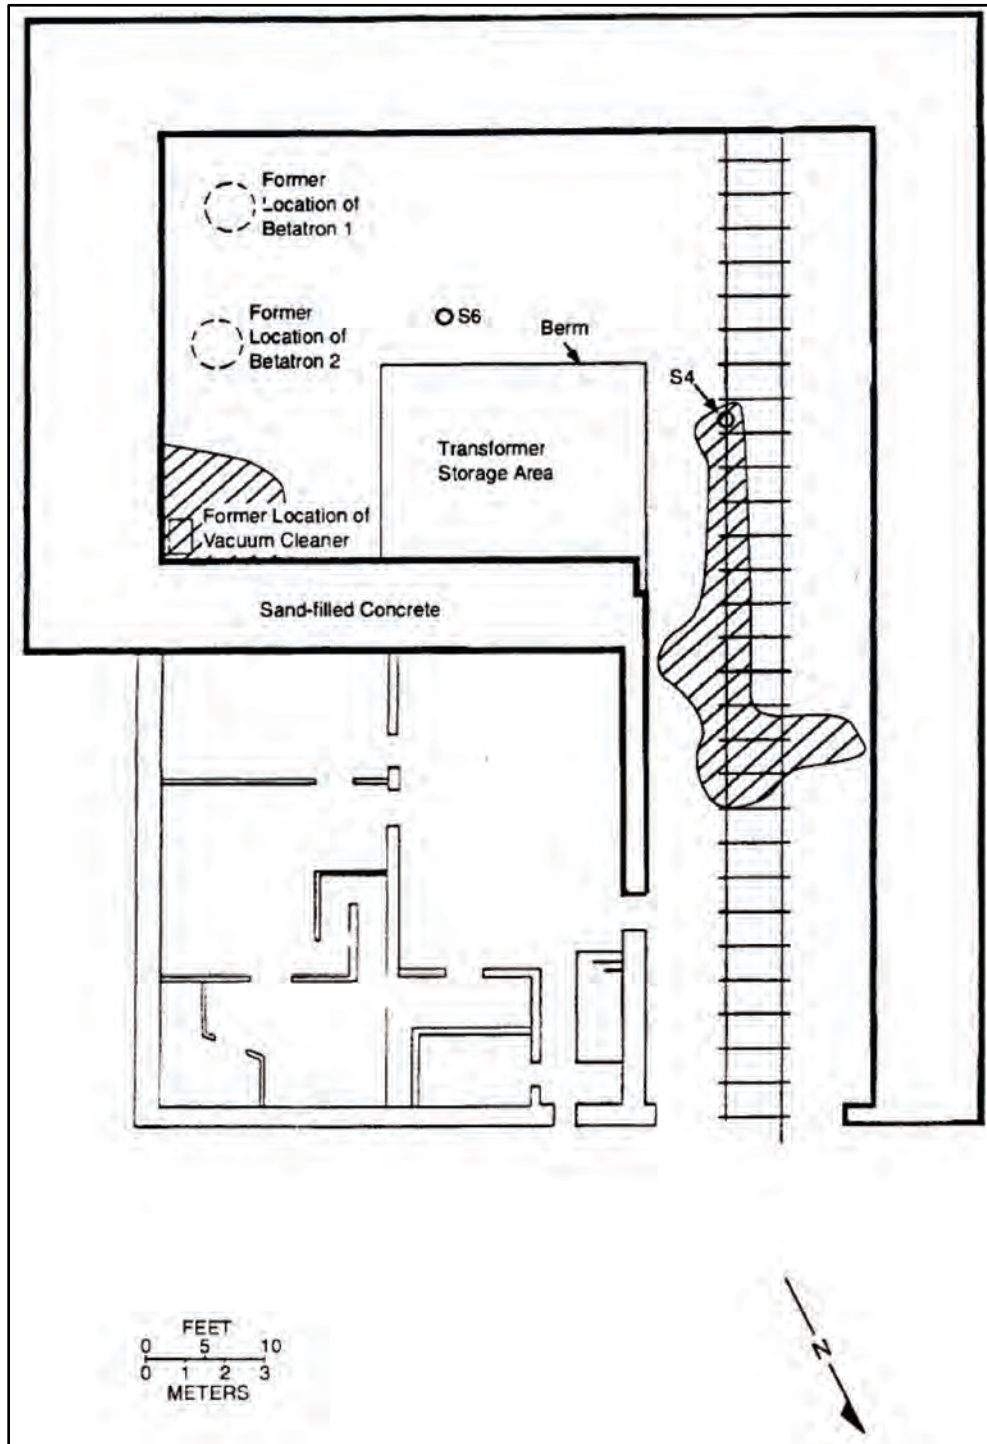 Former
Location of
Betatron 1
Former
Location of
Betatron 2
S6
Berm
S4
Transformer
Storage Area
Former Location of
Vacuum Cleaner
Sand-filled Concrete
FEET
0 5 10
0 1 2 3
METERS
N